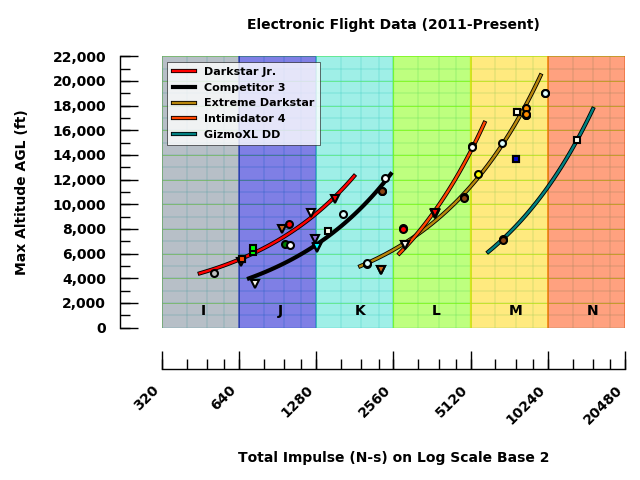 Electronic Flight Data (2011-Present)
Max Altitude AGL (ft)
22,000
20,000
18,000
16,000
14,000
12,000
10,000
8,000
6,000
4,000
2,000
0
Darkstar Jr.
Competitor 3
Extreme Darkstar
Intimidator 4
GizmoXL DD
I J K L M N
320 640 1280 2560 5120 10240 20480
Total Impulse (N-s) on Log Scale Base 2